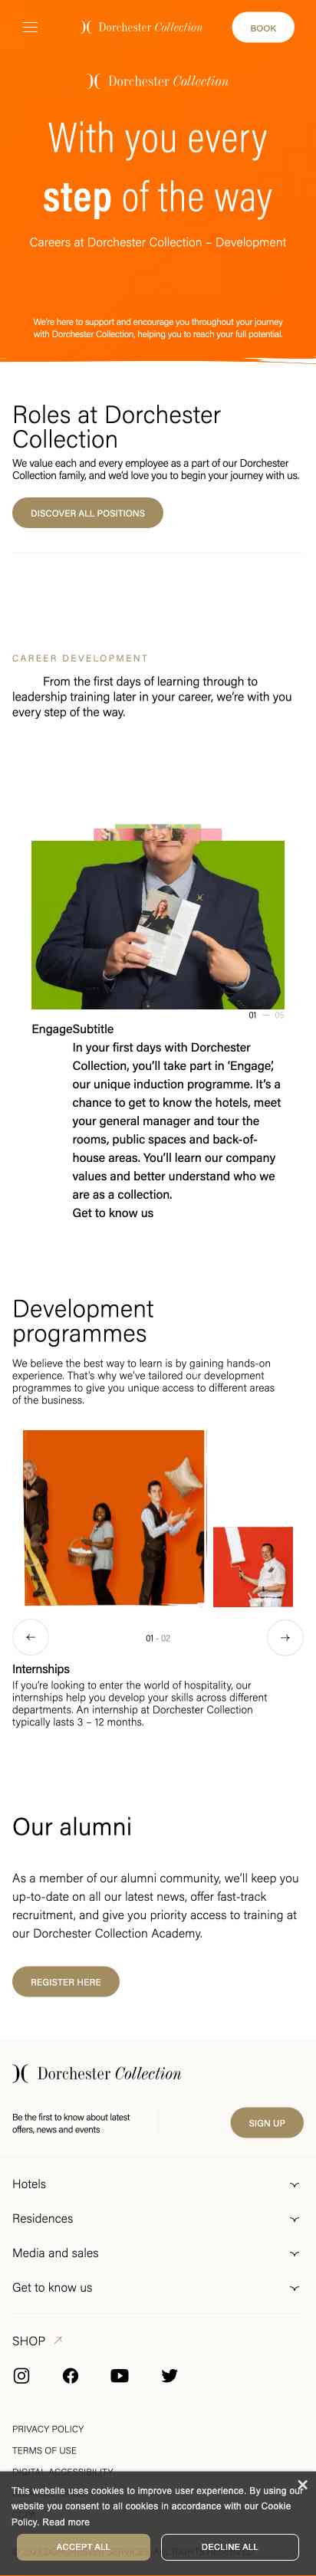 Dorchester Collection
BOOK
Dorchester Collection
With you every
step of the way
Careers at Dorchester Collection – Development
We're here to support and encourage you throughout your journey
with Dorchester Collection, helping you to reach your full potential.
Roles at Dorchester
Collection
We value each and every employee as a part of our Dorchester
Collection family, and we'd love you to begin your journey with us.
DISCOVER ALL POSITIONS
CAREER DEVELOPMENT
From the first days of learning through to
leadership training later in your career, we're with you
every step of the way.
01 — 05
EngageSubtitle
In your first days with Dorchester
Collection, you'll take part in 'Engage',
our unique induction programme. It's a
chance to get to know the hotels, meet
your general manager and tour the
rooms, public spaces and back-of-
house areas. You'll learn our company
values and better understand who we
are as a collection.
Get to know us
Development
programmes
We believe the best way to learn is by gaining hands-on
experience. That's why we've tailored our development
programmes to give you unique access to different areas
of the business.
01 - 02
Internships
If you're looking to enter the world of hospitality, our
internships help you develop your skills across different
departments. An internship at Dorchester Collection
typically lasts 3 – 12 months.
Our alumni
As a member of our alumni community, we'll keep you
up-to-date on all our latest news, offer fast-track
recruitment, and give you priority access to training at
our Dorchester Collection Academy.
REGISTER HERE
Dorchester Collection
Be the first to know about latest
offers, news and events
SIGN UP
Hotels
Residences
Media and sales
Get to know us
SHOP
PRIVACY POLICY
TERMS OF USE
DIGITAL ACCESSIBILITY
This website uses cookies to improve user experience. By using our
website you consent to all cookies in accordance with our Cookie
Policy. Read more
ACCEPT ALL
DECLINE ALL